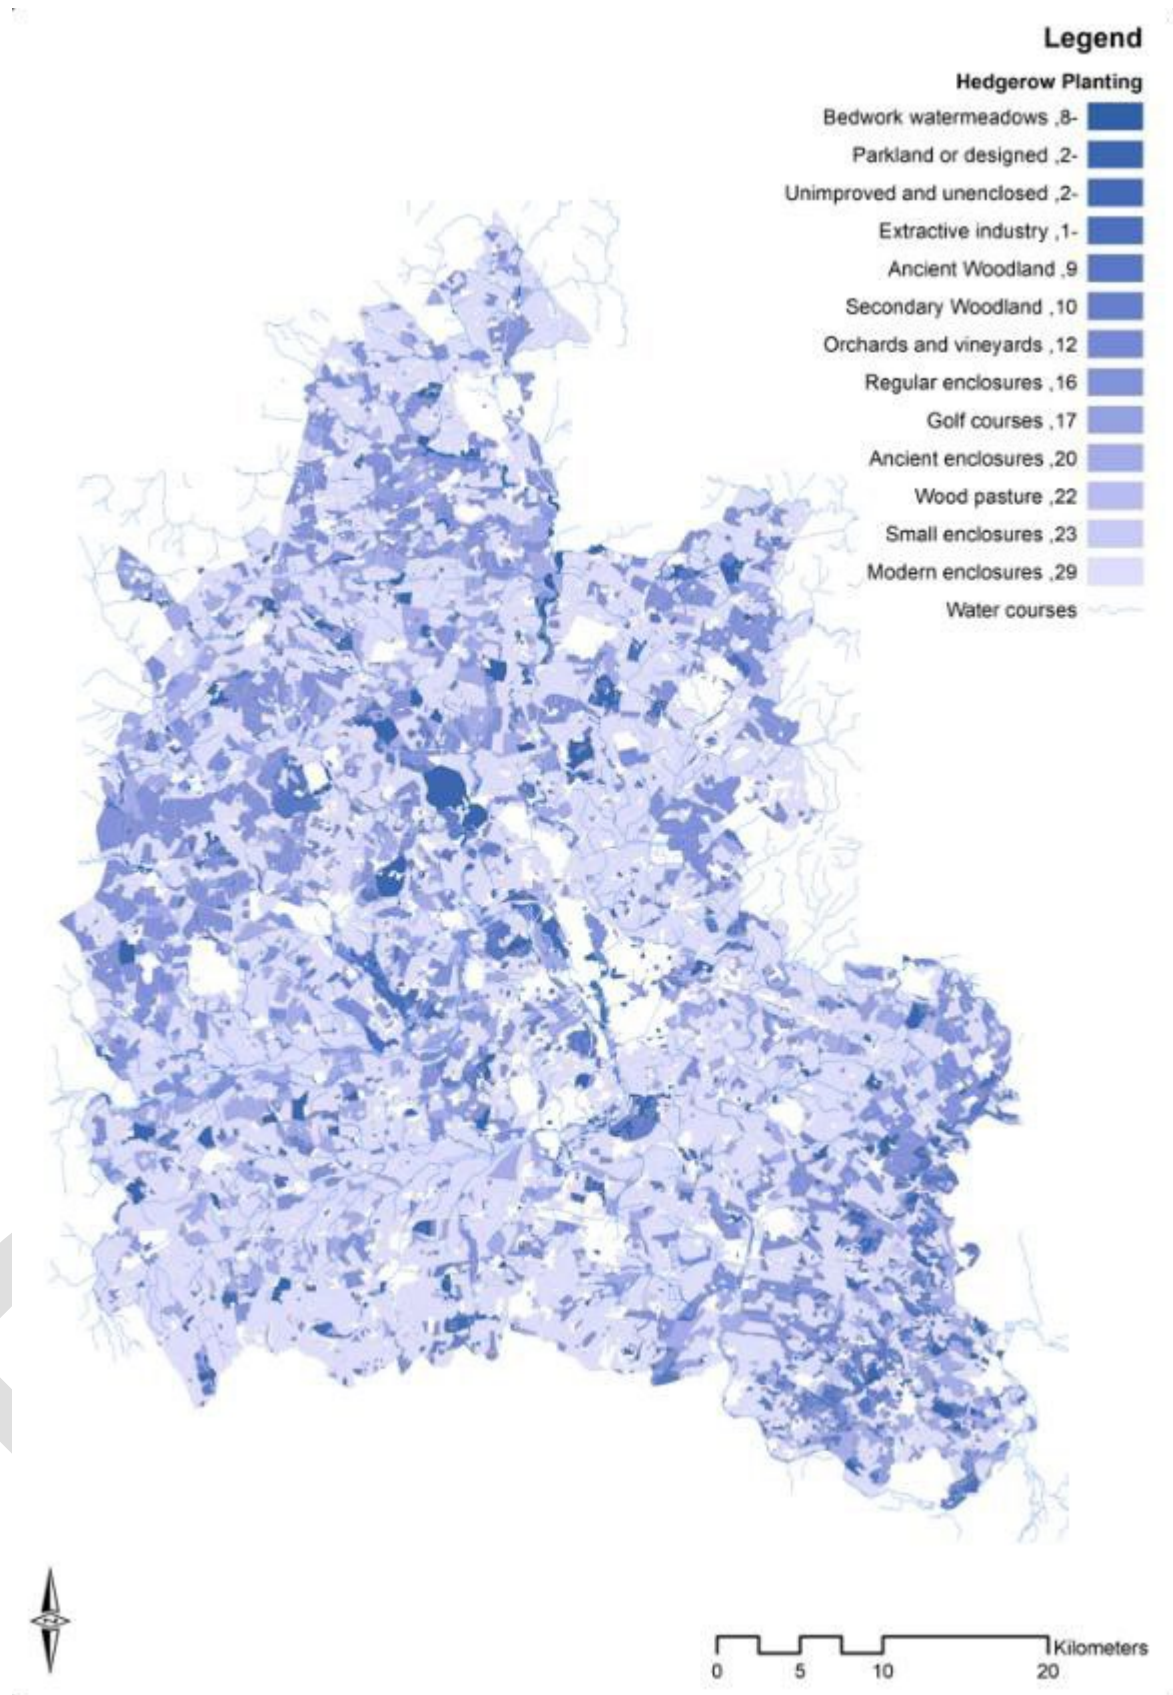 Legend
Hedgerow Planting
Bedwork watermeadows ,8-
Parkland or designed ,2-
Unimproved and unenclosed ,2-
Extractive industry ,1-
Ancient Woodland ,9
Secondary Woodland ,10
Orchards and vineyards ,12
Regular enclosures ,16
Golf courses ,17
Ancient enclosures ,20
Wood pasture ,22
Small enclosures ,23
Modern enclosures ,29
Water courses
N
Kilometers
0 5 10 20